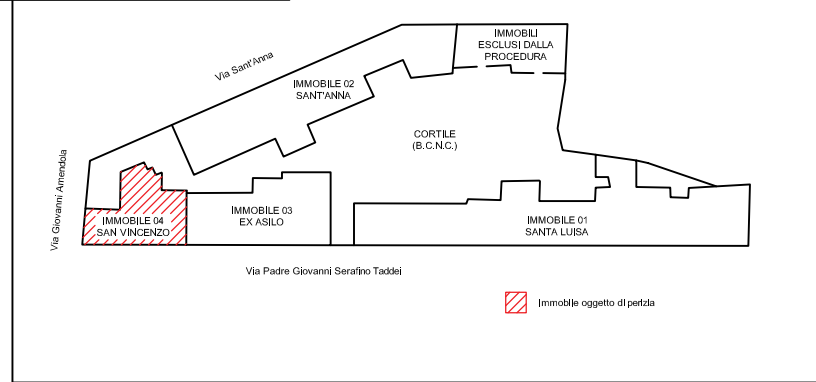 IMMOBILI
ESCLUSI DALLA
PROCEDURA
Via Sant'Anna
IMMOBILE 02
SANT'ANNA
CORTILE
(B.C.N.C.)
Via Giovanni Amendola
IMMOBILE 04
SAN VINCENZO
IMMOBILE 03
EX ASILO
IMMOBILE 01
SANTA LUISA
Via Padre Giovanni Serafino Taddei
Immobile oggetto di perizia